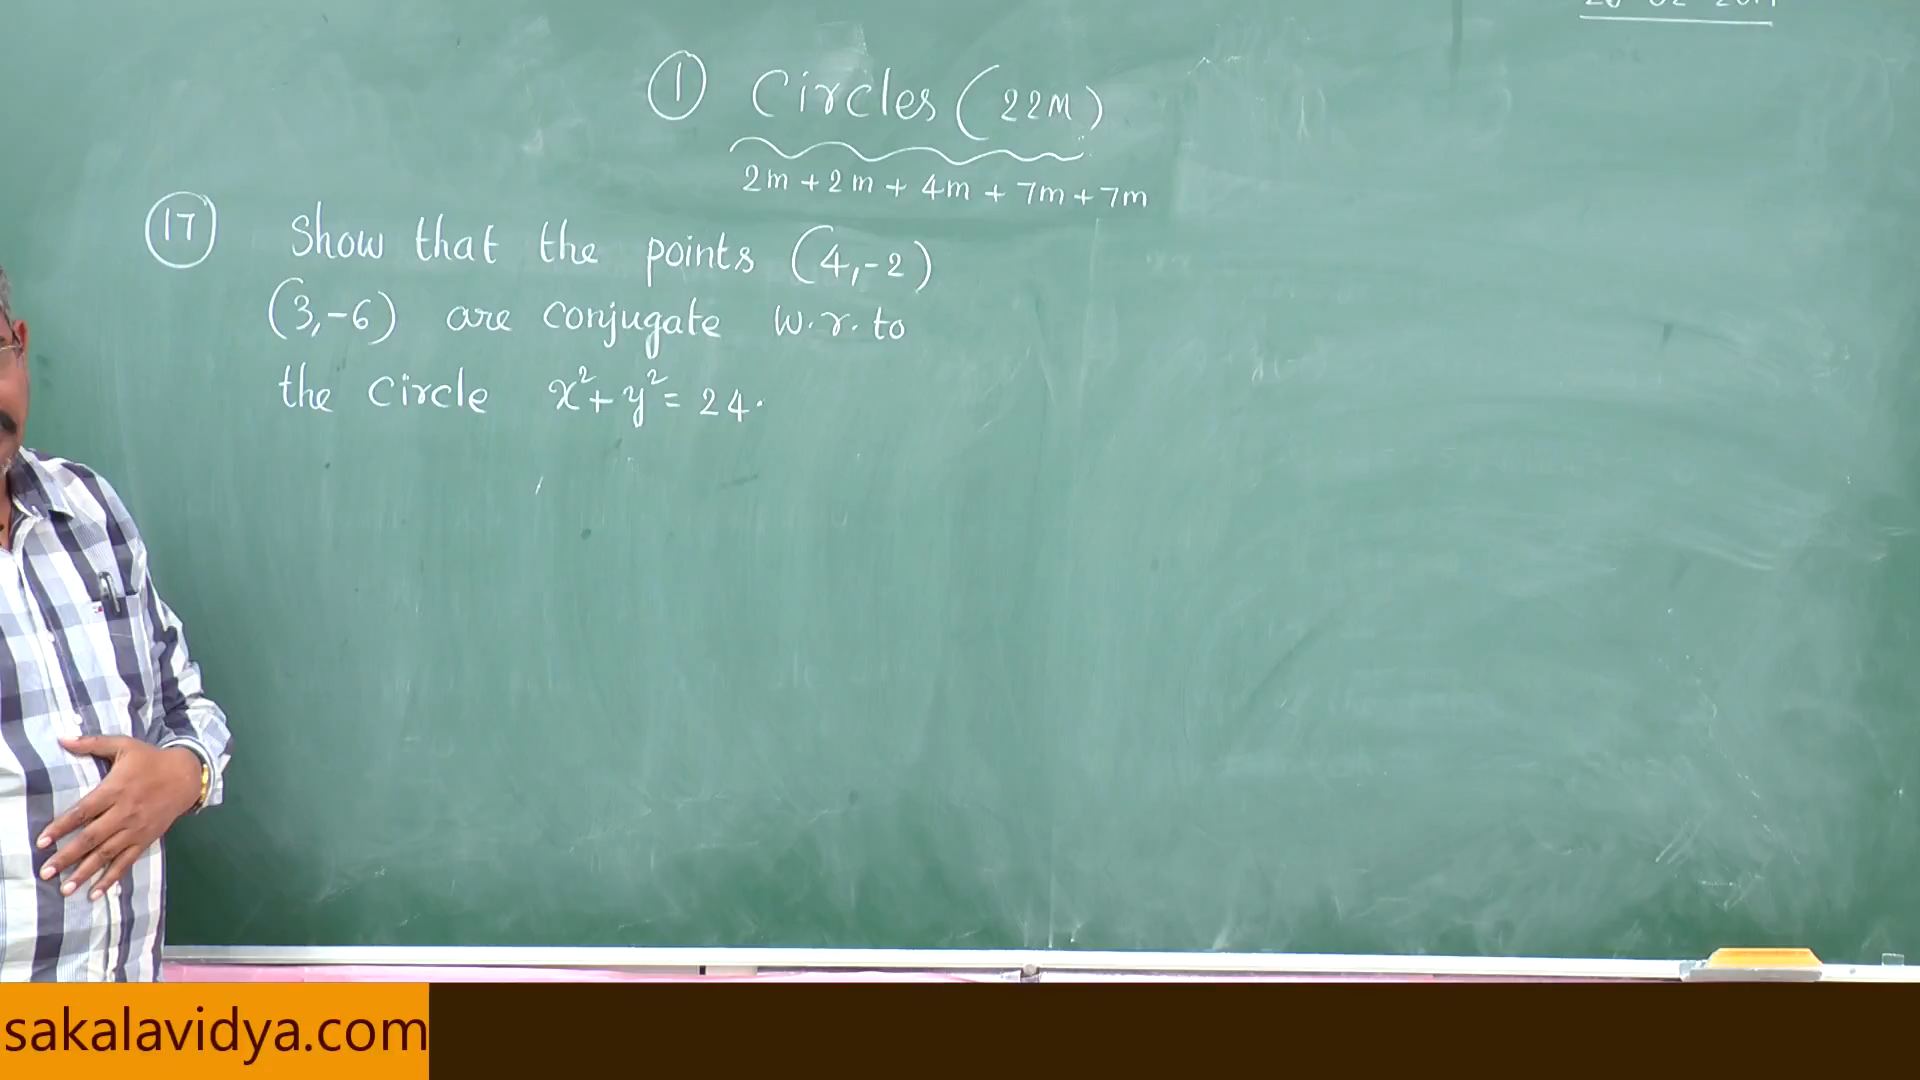 ① Circles (22M)
2m + 2m + 4m + 7m + 7m
⑰ Show that the points (4,-2)
(3,-6) are conjugate w.r. to
the circle x²+y²= 24.
sakalavidya.com